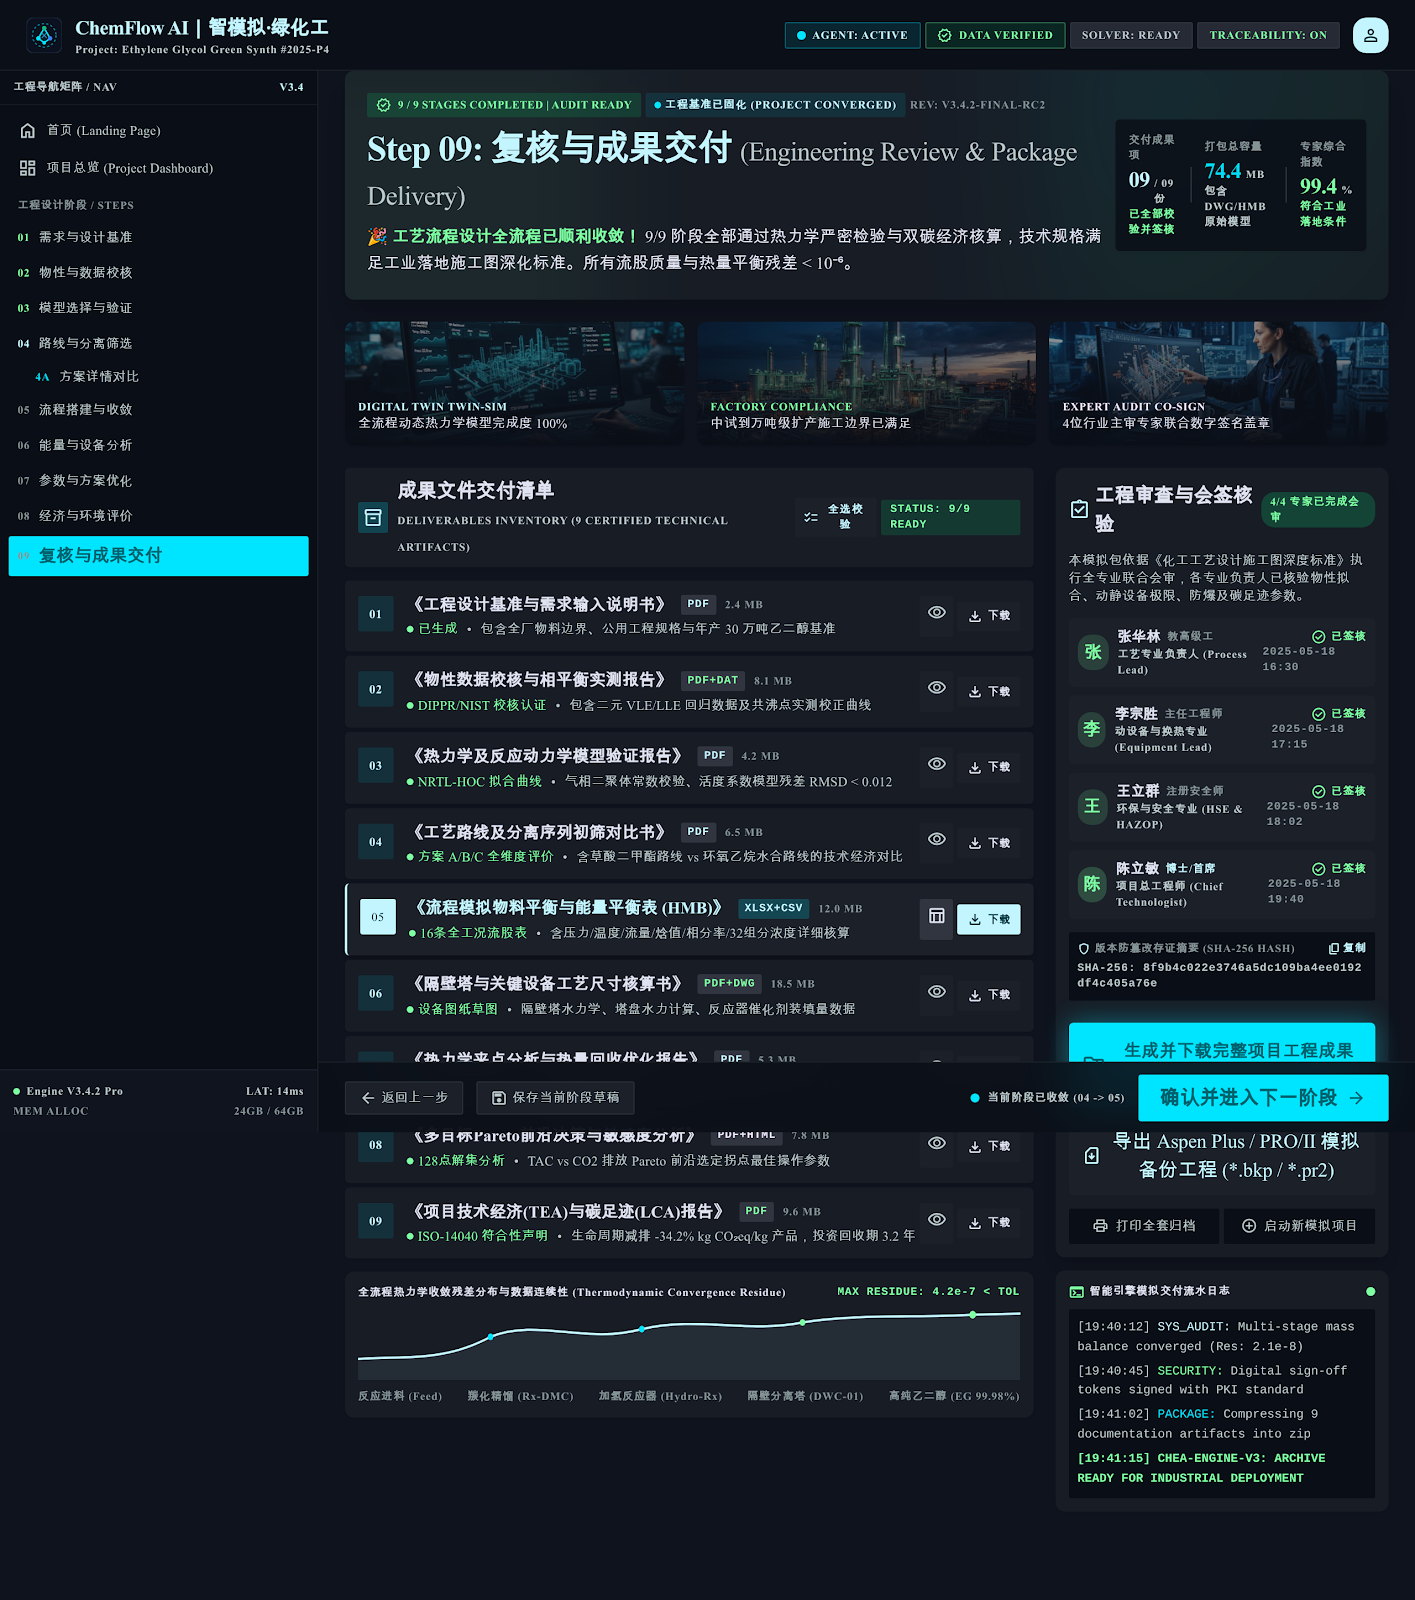 ChemFlow AI | 智模拟·绿化工
Project: Ethylene Glycol Green Synth #2025-P4
AGENT: ACTIVE
DATA VERIFIED
SOLVER: READY
TRACEABILITY: ON
工程导航矩阵 / NAV
V3.4
首页 (Landing Page)
项目总览 (Project Dashboard)
工程设计阶段 / STEPS
01 需求与设计基准
02 物性与数据校核
03 模型选择与验证
04 路线与分离筛选
4A 方案详情对比
05 流程搭建与收敛
06 能量与设备分析
07 参数与方案优化
08 经济与环境评价
09 复核与成果交付
Engine V3.4.2 Pro
LAT: 14ms
MEM ALLOC
24GB / 64GB
9 / 9 STAGES COMPLETED | AUDIT READY
工程基准已固化 (PROJECT CONVERGED)
REV: V3.4.2-FINAL-RC2
Step 09: 复核与成果交付 (Engineering Review & Package
Delivery)
🎉 工艺流程设计全流程已顺利收敛！9/9 阶段全部通过热力学严密检验与双碳经济核算，技术规格满
足工业落地施工图深化标准。所有流股质量与热量平衡残差 < 10⁻⁶。
交付成果
项
09 / 09
份
已全部校
验并签核
打包总容量
74.4 MB
包含
DWG/HMB
原始模型
专家综合
指数
99.4 %
符合工业
落地条件
DIGITAL TWIN TWIN-SIM
全流程动态热力学模型完成度 100%
FACTORY COMPLIANCE
中试到万吨级扩产施工边界已满足
EXPERT AUDIT CO-SIGN
4位行业主审专家联合数字签名盖章
成果文件交付清单
DELIVERABLES INVENTORY (9 CERTIFIED TECHNICAL
ARTIFACTS)
全选校
验
STATUS: 9/9
READY
01 《工程设计基准与需求输入说明书》 PDF 2.4 MB
已生成 • 包含全厂物料边界、公用工程规格与年产 30 万吨乙二醇基准
下载
02 《物性数据校核与相平衡实测报告》 PDF+DAT 8.1 MB
DIPPR/NIST 校核认证 • 包含二元 VLE/LLE 回归数据及共沸点实测校正曲线
下载
03 《热力学及反应动力学模型验证报告》 PDF 4.2 MB
NRTL-HOC 拟合曲线 • 气相二聚体常数校验、活度系数模型残差 RMSD < 0.012
下载
04 《工艺路线及分离序列初筛对比书》 PDF 6.5 MB
方案 A/B/C 全维度评价 • 含草酸二甲酯路线 vs 环氧乙烷水合路线的技术经济对比
下载
05 《流程模拟物料平衡与能量平衡表 (HMB)》 XLSX+CSV 12.0 MB
16条全工况流股表 • 含压力/温度/流量/焓值/相分率/32组分浓度详细核算
下载
06 《隔壁塔与关键设备工艺尺寸核算书》 PDF+DWG 18.5 MB
设备图纸草图 • 隔壁塔水力学、塔盘水力计算、反应器催化剂装填量数据
下载
《热力学夹点分析与热量回收优化报告》 PDF 5.3 MB
返回上一步
保存当前阶段草稿
当前阶段已收敛 (04 -> 05)
确认并进入下一阶段
08 《多目标Pareto前沿决策与敏感度分析》 PDF+HTML 7.8 MB
128点解集分析 • TAC vs CO2 排放 Pareto 前沿选定拐点最佳操作参数
下载
09 《项目技术经济(TEA)与碳足迹(LCA)报告》 PDF 9.6 MB
ISO-14040 符合性声明 • 生命周期减排 -34.2% kg CO₂eq/kg 产品，投资回收期 3.2 年
下载
全流程热力学收敛残差分布与数据连续性 (Thermodynamic Convergence Residue)
MAX RESIDUE: 4.2e-7 < TOL
反应进料 (Feed)
羰化精馏 (Rx-DMC)
加氢反应器 (Hydro-Rx)
隔壁分离塔 (DWC-01)
高纯乙二醇 (EG 99.98%)
工程审查与会签核
验
4/4 专家已完成会
审
本模拟包依据《化工工艺设计施工图深度标准》执
行全专业联合会审，各专业负责人已核验物性拟
合、动静设备极限、防爆及碳足迹参数。
张 张华林 教高级工
工艺专业负责人 (Process
Lead)
已签核
2025-05-18
16:30
李 李宗胜 主任工程师
动设备与换热专业
(Equipment Lead)
已签核
2025-05-18
17:15
王 王立群 注册安全师
环保与安全专业 (HSE &
HAZOP)
已签核
2025-05-18
18:02
陈 陈立敏 博士/首席
项目总工程师 (Chief
Technologist)
已签核
2025-05-18
19:40
版本防篡改存证摘要 (SHA-256 HASH)
复制
SHA-256: 8f9b4c022e3746a5dc109ba4ee0192
df4c405a76e
生成并下载完整项目工程成果
导出 Aspen Plus / PRO/II 模拟
备份工程 (*.bkp / *.pr2)
打印全套归档
启动新模拟项目
智能引擎模拟交付流水日志
[19:40:12] SYS_AUDIT: Multi-stage mass
balance converged (Res: 2.1e-8)
[19:40:45] SECURITY: Digital sign-off
tokens signed with PKI standard
[19:41:02] PACKAGE: Compressing 9
documentation artifacts into zip
[19:41:15] CHEA-ENGINE-V3: ARCHIVE
READY FOR INDUSTRIAL DEPLOYMENT